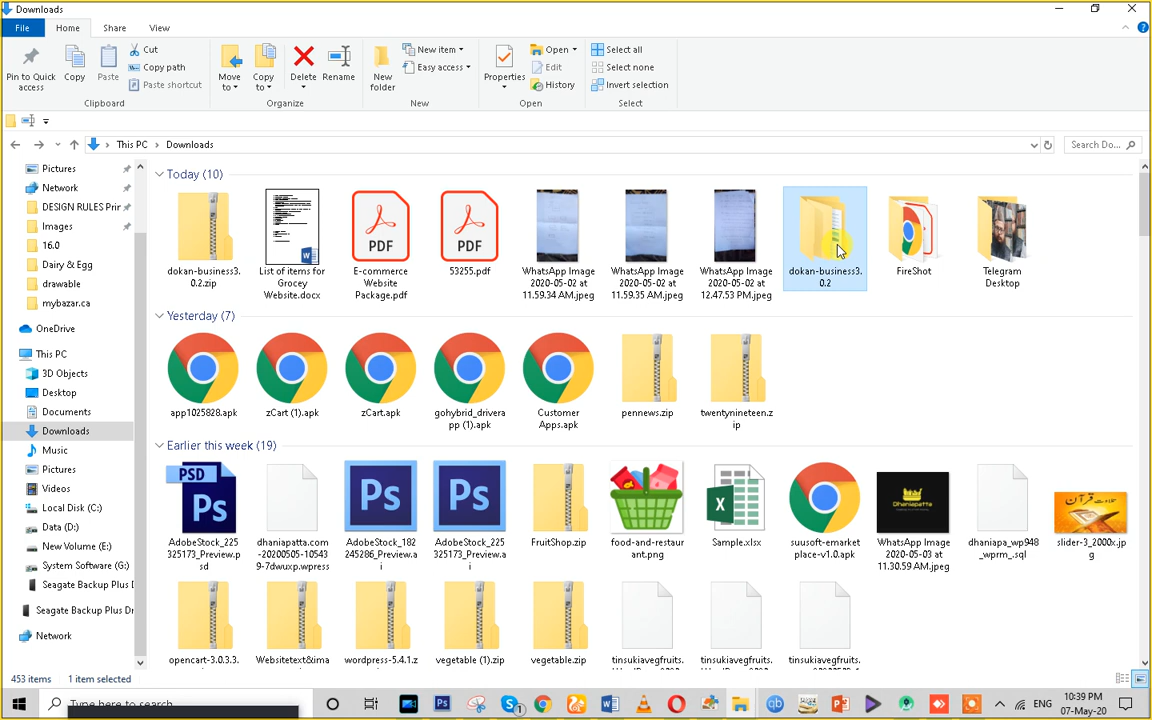 Downloads
File Home Share View
Pin to Quick access
Copy
Paste
Cut
Copy path
Paste shortcut
Clipboard
Move to
Copy to
Delete
Rename
Organize
New folder
New item
Easy access
New
Properties
Open
Edit
History
Open
Select all
Select none
Invert selection
Select
This PC > Downloads
Search Do...
Pictures
Network
DESIGN RULES Prir
Images
16.0
Dairy & Egg
drawable
mybazar.ca
OneDrive
This PC
3D Objects
Desktop
Documents
Downloads
Music
Pictures
Videos
Local Disk (C:)
Data (D:)
New Volume (E:)
System Software (G:)
Seagate Backup Plus D
Seagate Backup Plus Dr
Network
Today (10)
dokan-business3.
0.2.zip
List of items for
Grocey
Website.docx
E-commerce
Website
Package.pdf
53255.pdf
WhatsApp Image
2020-05-02 at
11.59.34 AM.jpeg
WhatsApp Image
2020-05-02 at
11.59.35 AM.jpeg
WhatsApp Image
2020-05-02 at
12.47.53 PM.jpeg
dokan-business3.
0.2
FireShot
Telegram
Desktop
Yesterday (7)
app1025828.apk
zCart (1).apk
zCart.apk
gohybrid_drivera
pp (1).apk
Customer
Apps.apk
pennews.zip
twentynineteen.z
ip
Earlier this week (19)
AdobeStock_225
325173_Preview.p
sd
dhaniapatta.com
-20200505-10543
9-7dwuxp.wpress
AdobeStock_182
245286_Preview.a
i
AdobeStock_225
325173_Preview.a
i
FruitShop.zip
food-and-restaur
ant.png
Sample.xlsx
suusoft-emarket
place-v1.0.apk
WhatsApp Image
2020-05-03 at
11.30.59 AM.jpeg
dhaniapa_wp948
_wprm_.sql
slider-3_2000x.jp
g
opencart-3.0.3.3.
Websitetext&ima
wordpress-5.4.1.z
vegetable (1).zip
vegetable.zip
tinsukiavegfruits.
tinsukiavegfruits.
tinsukiavegfruits.
453 items 1 item selected
Type here to search
ENG
10:39 PM
07-May-20